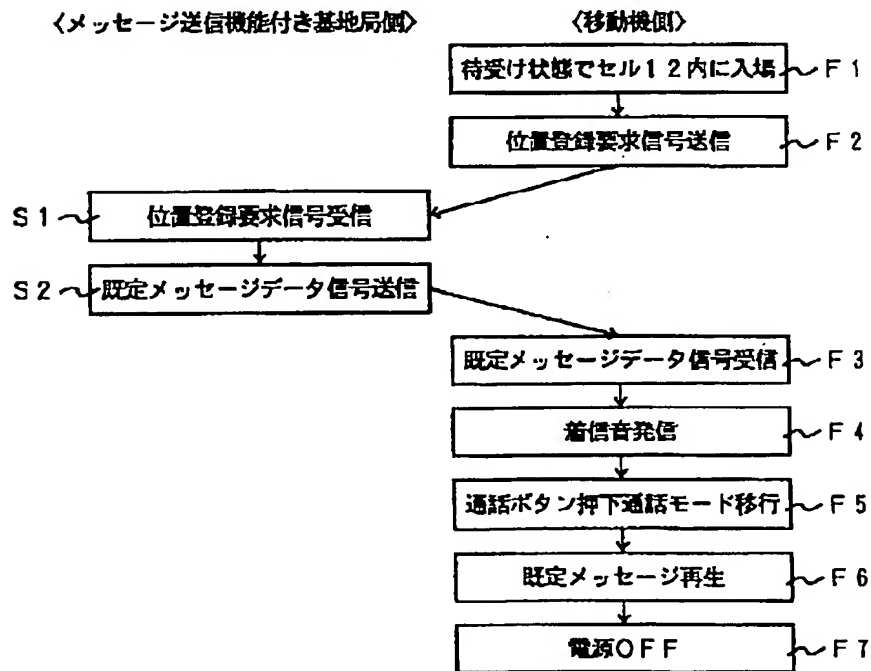 〈メッセージ送信機能付き基地局側〉 〈移動機側〉
待受け状態でセル12内に入場 F1
位置登録要求信号送信 F2
S1 位置登録要求信号受信
S2 既定メッセージデータ信号送信
既定メッセージデータ信号受信 F3
着信音発信 F4
通話ボタン押下通話モード移行 F5
既定メッセージ再生 F6
電源OFF F7